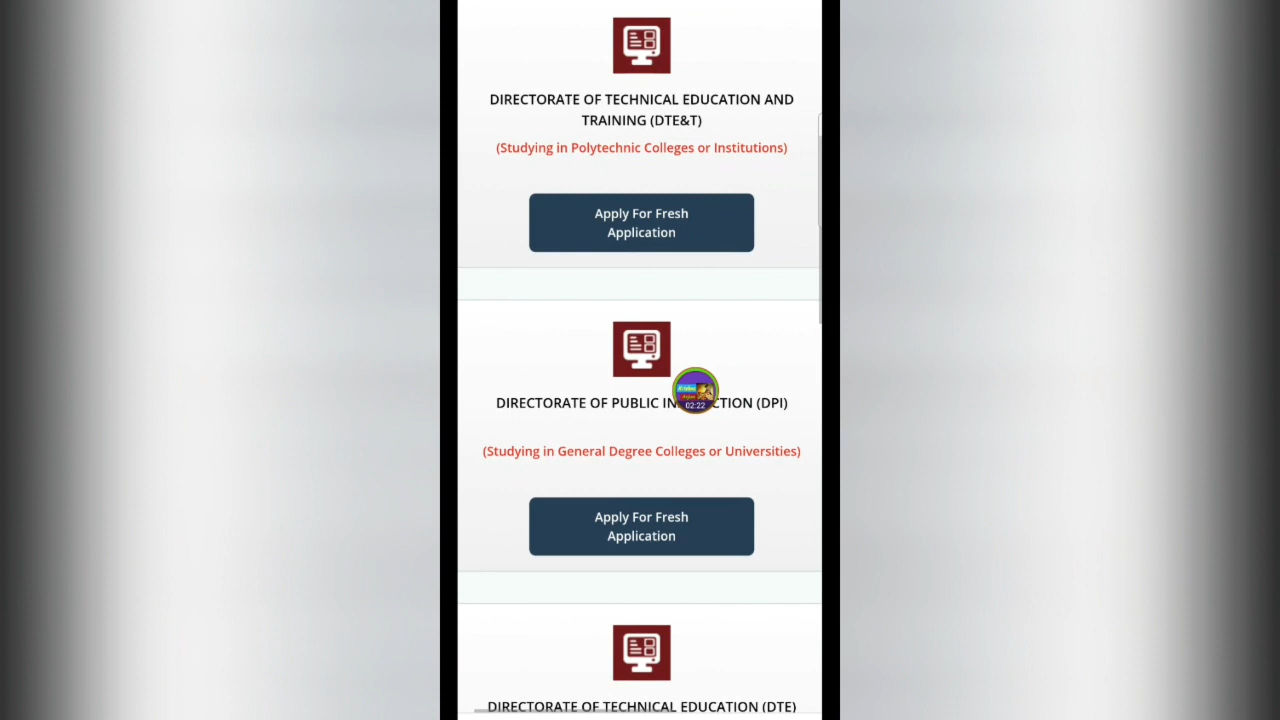 DIRECTORATE OF TECHNICAL EDUCATION AND
TRAINING (DTE&T)
(Studying in Polytechnic Colleges or Institutions)
Apply For Fresh
Application
02:22
DIRECTORATE OF PUBLIC IN CTION (DPI)
(Studying in General Degree Colleges or Universities)
Apply For Fresh
Application
DIRECTORATE OF TECHNICAL EDUCATION (DTE)